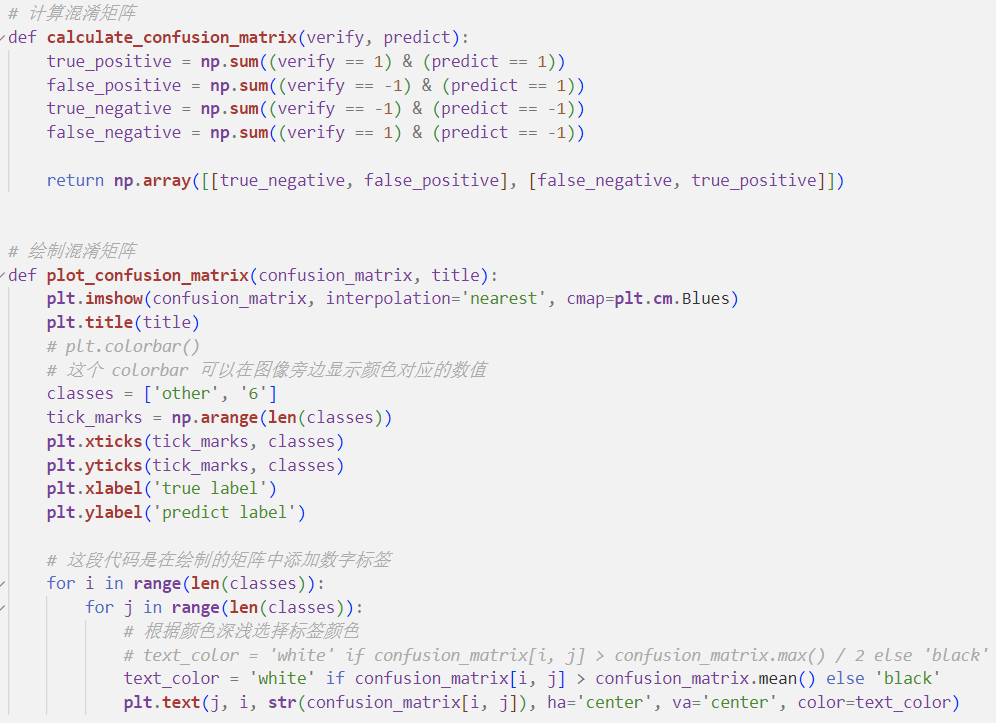 # 计算混淆矩阵
def calculate_confusion_matrix(verify, predict):
    true_positive = np.sum((verify == 1) & (predict == 1))
    false_positive = np.sum((verify == -1) & (predict == 1))
    true_negative = np.sum((verify == -1) & (predict == -1))
    false_negative = np.sum((verify == 1) & (predict == -1))
    return np.array([[true_negative, false_positive], [false_negative, true_positive]])
# 绘制混淆矩阵
def plot_confusion_matrix(confusion_matrix, title):
    plt.imshow(confusion_matrix, interpolation='nearest', cmap=plt.cm.Blues)
    plt.title(title)
    # plt.colorbar()
    # 这个 colorbar 可以在图像旁边显示颜色对应的数值
    classes = ['other', '6']
    tick_marks = np.arange(len(classes))
    plt.xticks(tick_marks, classes)
    plt.yticks(tick_marks, classes)
    plt.xlabel('true label')
    plt.ylabel('predict label')
    # 这段代码是在绘制的矩阵中添加数字标签
    for i in range(len(classes)):
        for j in range(len(classes)):
            # 根据颜色深浅选择标签颜色
            # text_color = 'white' if confusion_matrix[i, j] > confusion_matrix.max() / 2 else 'black'
            text_color = 'white' if confusion_matrix[i, j] > confusion_matrix.mean() else 'black'
            plt.text(j, i, str(confusion_matrix[i, j]), ha='center', va='center', color=text_color)